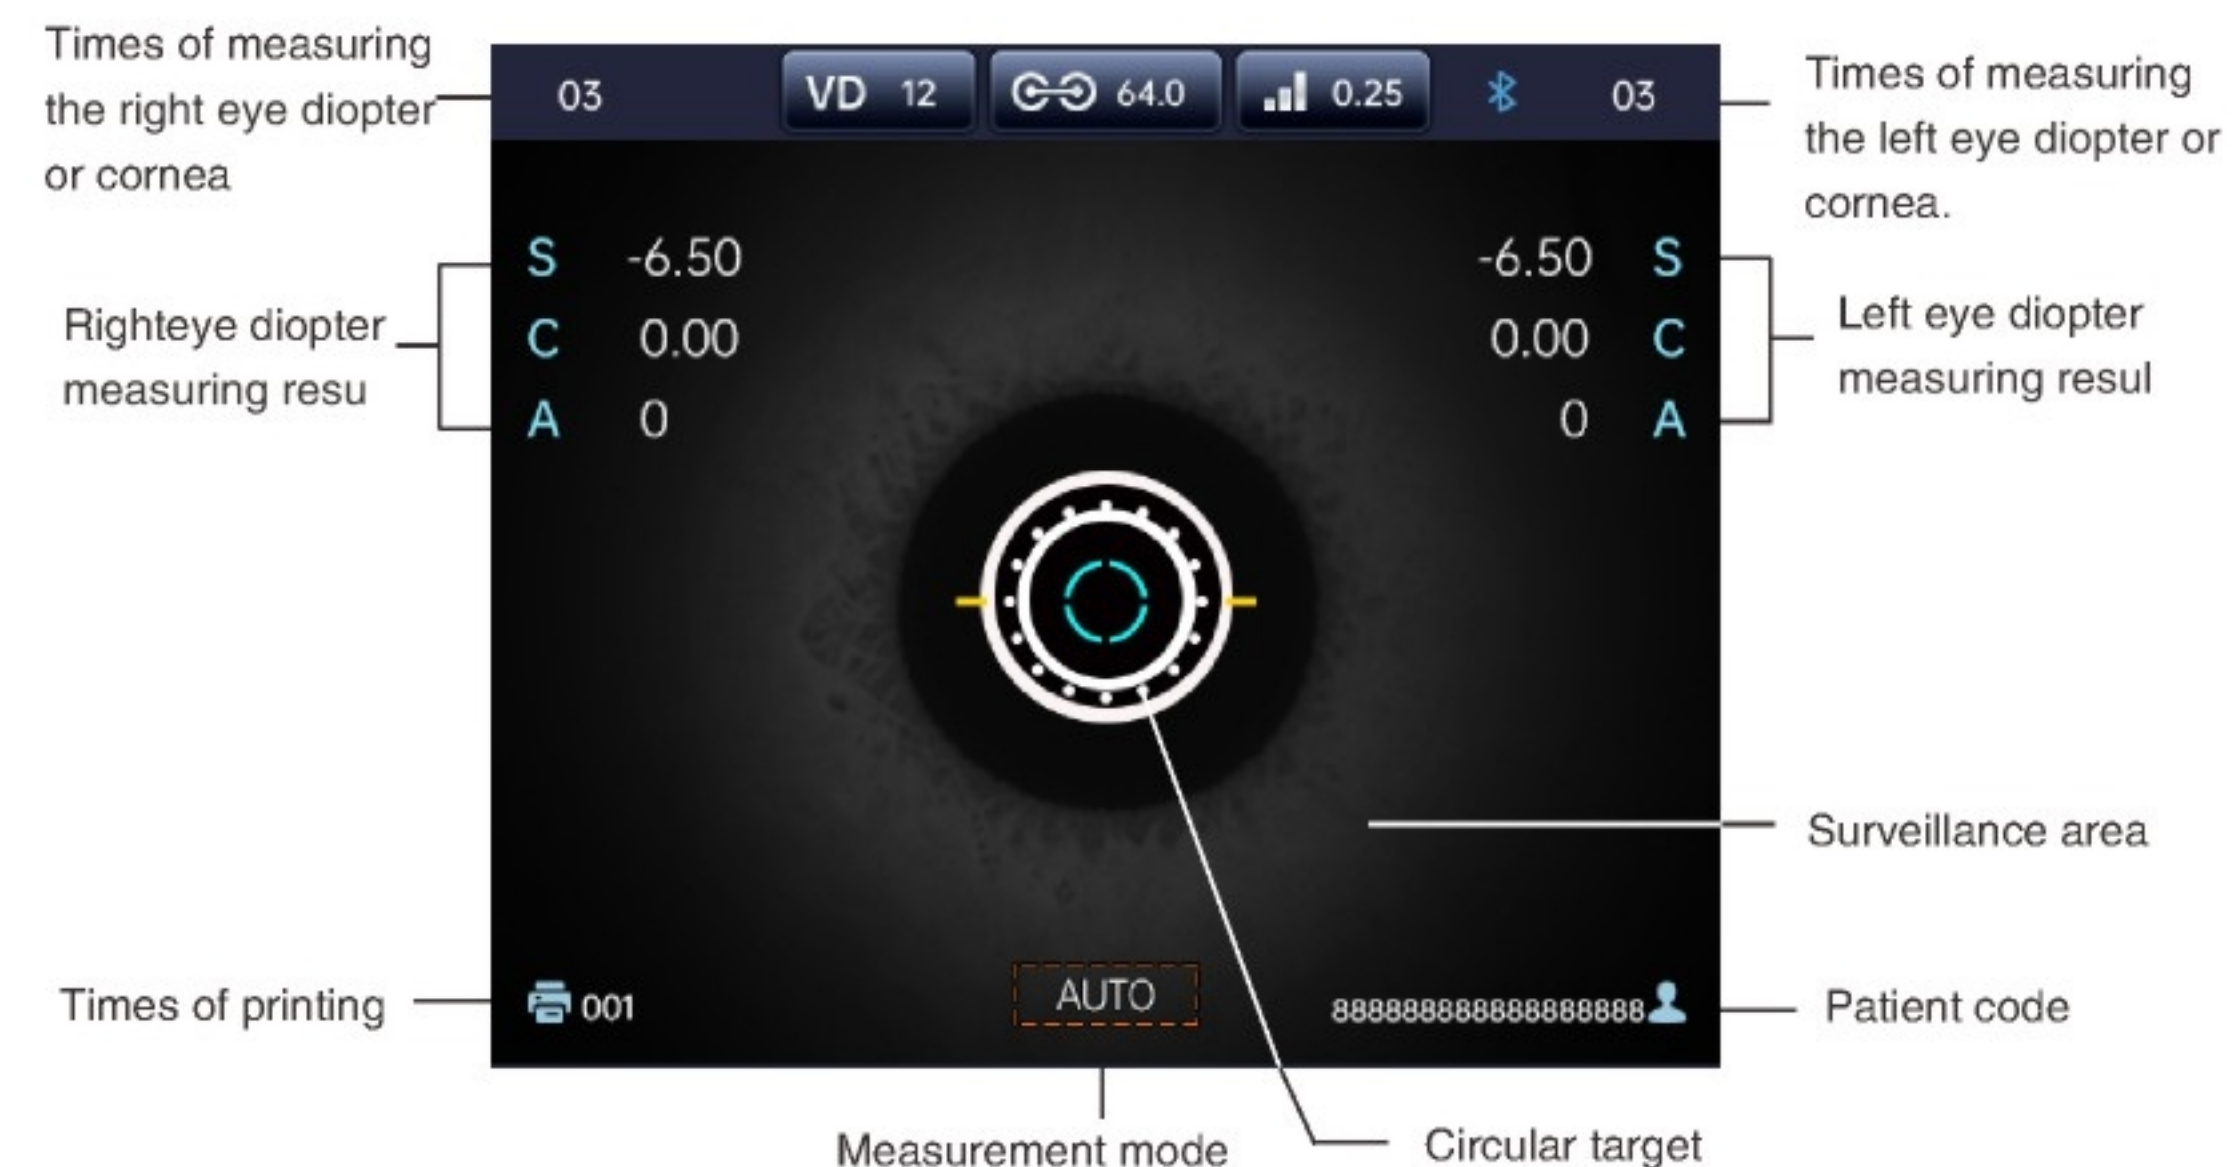 Times of measuring
the right eye diopter
or cornea
03
VD 12
64.0
0.25
03
Times of measuring
the left eye diopter or
cornea.
S -6.50
C 0.00
A 0
-6.50 S
0.00 C
0 A
Righteye diopter
measuring resu
Left eye diopter
measuring resul
Surveillance area
Times of printing
001
AUTO
888888888888888888
Patient code
Measurement mode
Circular target